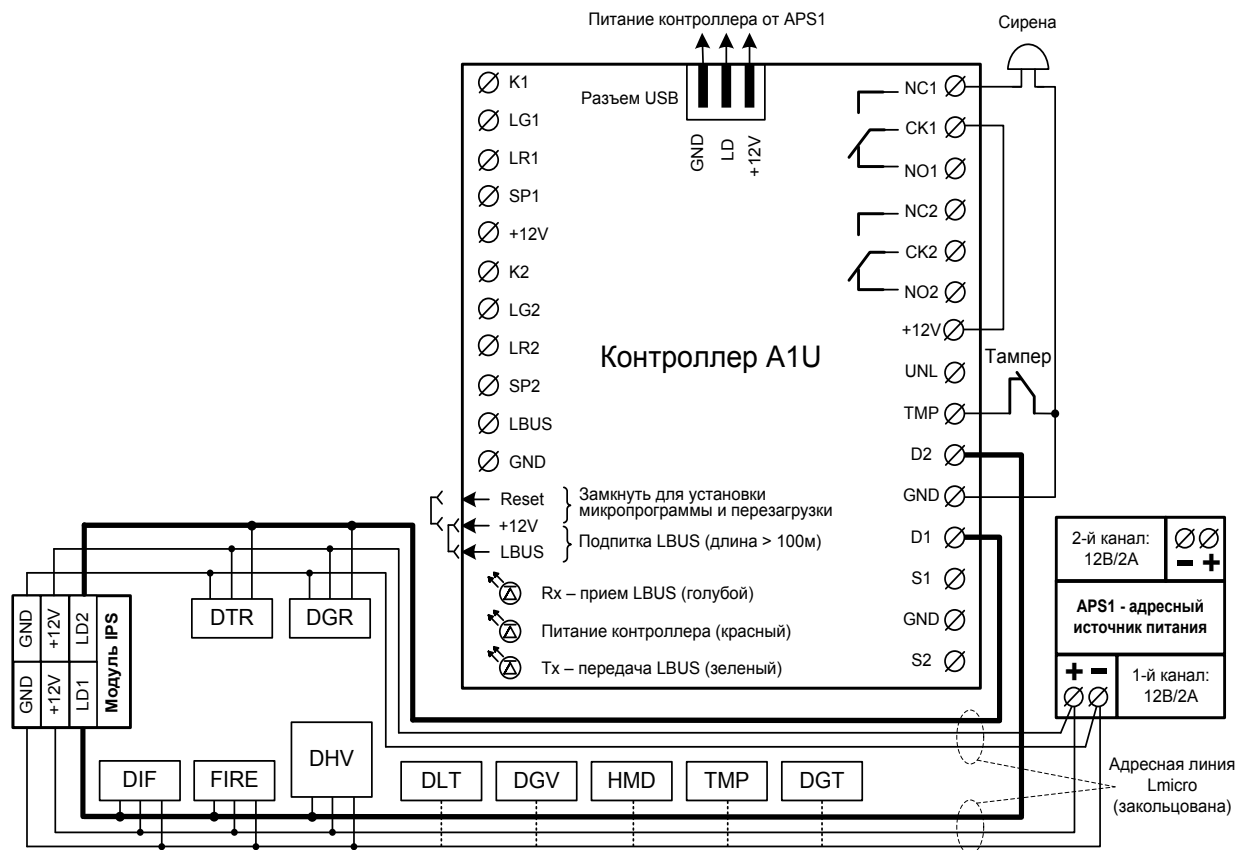 Питание контроллера от APS1
Сирена
Разъем USB
GND
LD
+12V
K1
LG1
LR1
SP1
+12V
K2
LG2
LR2
SP2
LBUS
GND
Reset
+12V
LBUS
Замкнуть для установки
микропрограммы и перезагрузки
Подпитка LBUS (длина > 100м)
Rx – прием LBUS (голубой)
Питание контроллера (красный)
Tx – передача LBUS (зеленый)
Контроллер A1U
NC1
CK1
NO1
NC2
CK2
NO2
+12V
UNL
TMP
D2
GND
D1
S1
GND
S2
Тампер
2-й канал:
12В/2А
– +
APS1 - адресный
источник питания
+ –
1-й канал:
12В/2А
Адресная линия
Lmicro
(закольцована)
GND
+12V
LD2
GND
+12V
LD1
Модуль IPS
DTR
DGR
DIF
FIRE
DHV
DLT
DGV
HMD
TMP
DGT